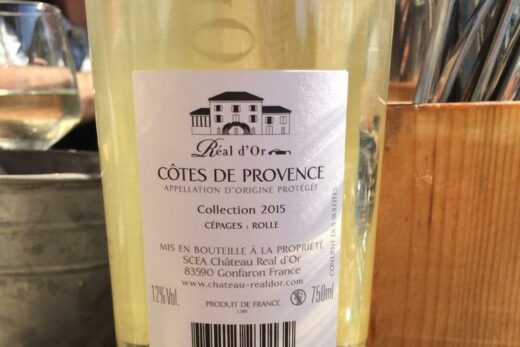 Réal d'Or
CÔTES DE PROVENCE
APPELLATION D'ORIGINE PROTÉGÉE
Collection 2015
CÉPAGES : ROLLE
MIS EN BOUTEILLE À LA PROPRIÉTÉ
SCEA Château Real d'Or
83590 Gonfaron France
www.chateau-realdor.com
12% Vol.
PRODUIT DE FRANCE
750ml
CONTIENT DES SULFITES